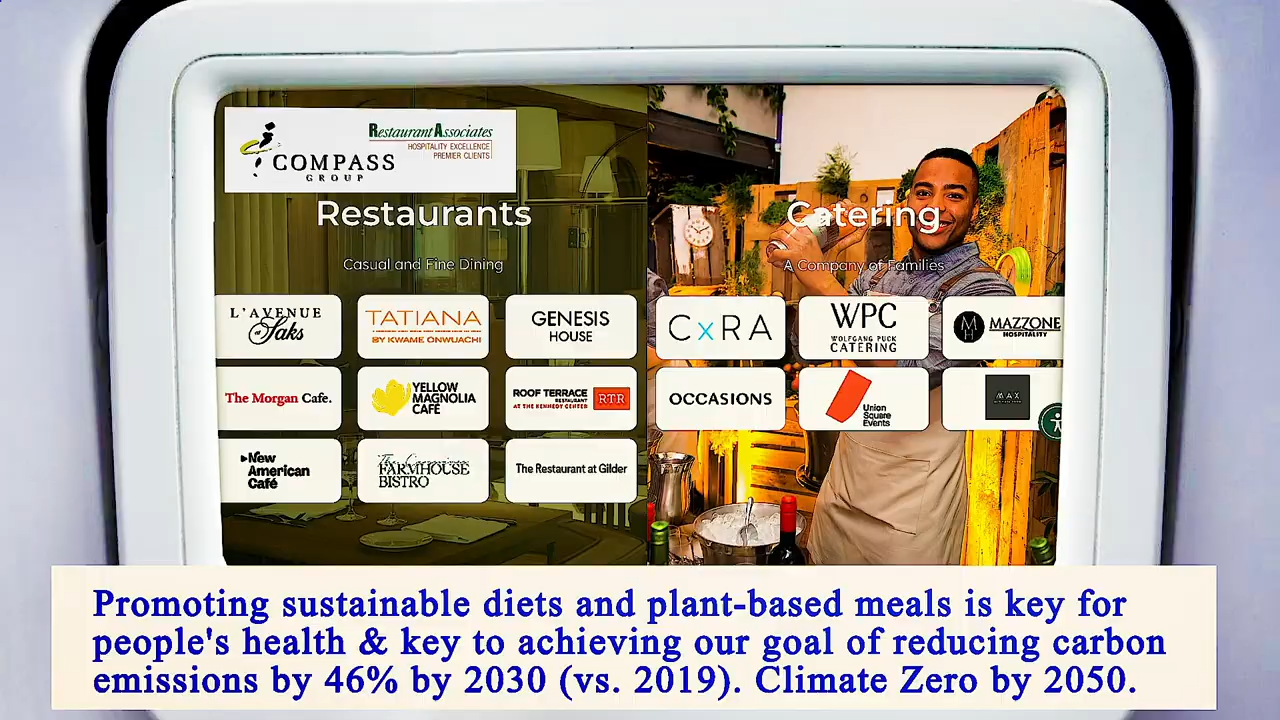 COMPASS
GROUP
Restaurant Associates
HOSPITALITY EXCELLENCE
PREMIER CLIENTS
Restaurants
Casual and Fine Dining
L'AVENUE
Saks
TATIANA
BY KWAME ONWUACHI
GENESIS
HOUSE
The Morgan Cafe.
YELLOW
MAGNOLIA
CAFÉ
ROOF TERRACE
RESTAURANT
AT THE KENNEDY CENTER
RTR
New
American
Café
FARMHOUSE
BISTRO
The Restaurant at Gilder
Catering
A Company of Families
CxRA
WPC
WOLFGANG PUCK
CATERING
MH
MAZZONE
HOSPITALITY
OCCASIONS
Union
Square
Events
MAX
Promoting sustainable diets and plant-based meals is key for
people's health & key to achieving our goal of reducing carbon
emissions by 46% by 2030 (vs. 2019). Climate Zero by 2050.